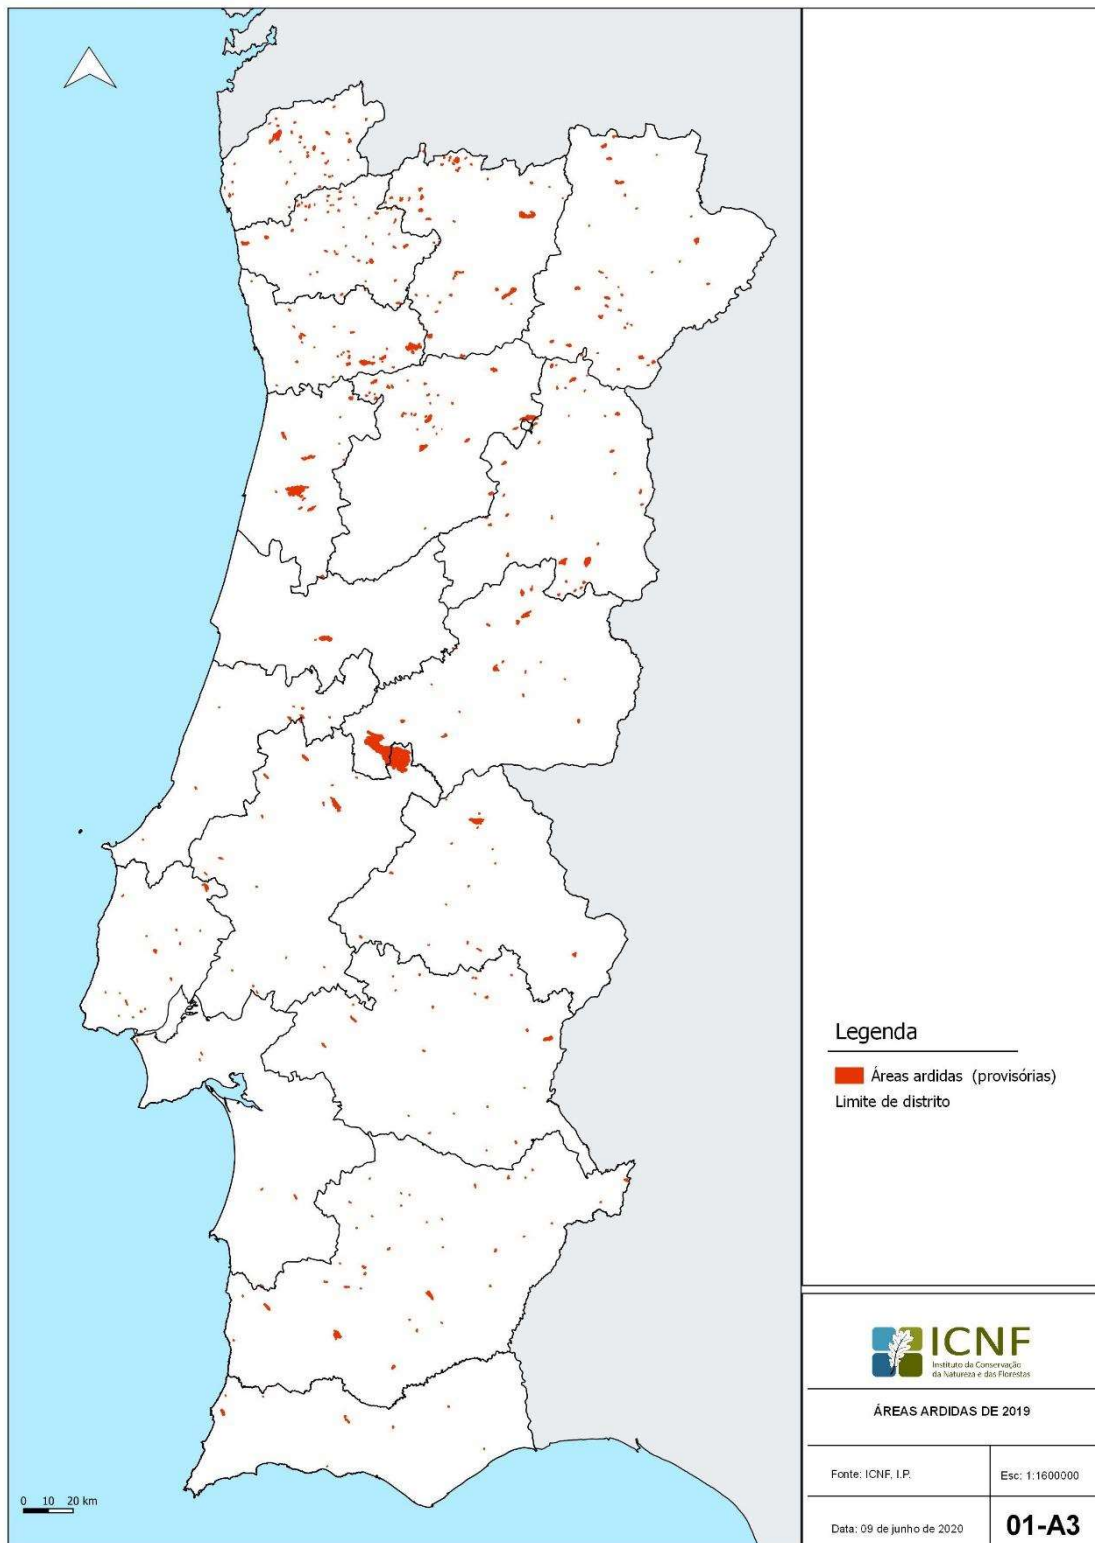 Legenda
Áreas ardidas (provisórias)
Limite de distrito
0 10 20 km
ICNF
Instituto da Conservação
da Natureza e das Florestas
ÁREAS ARDIDAS DE 2019
Fonte: ICNF, I.P.
Esc: 1:1600000
Data: 09 de junho de 2020
01-A3